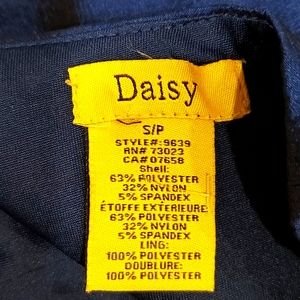 Daisy
S/P
STYLE#:9639
RN# 73023
CA# 07658
Shell:
63% POLYESTER
32% NYLON
5% SPANDEX
ÉTOFFE EXTERIEURE:
63% POLYESTER
32% NYLON
5% SPANDEX
LING:
100% POLYESTER
DOUBLURE:
100% POLYESTER